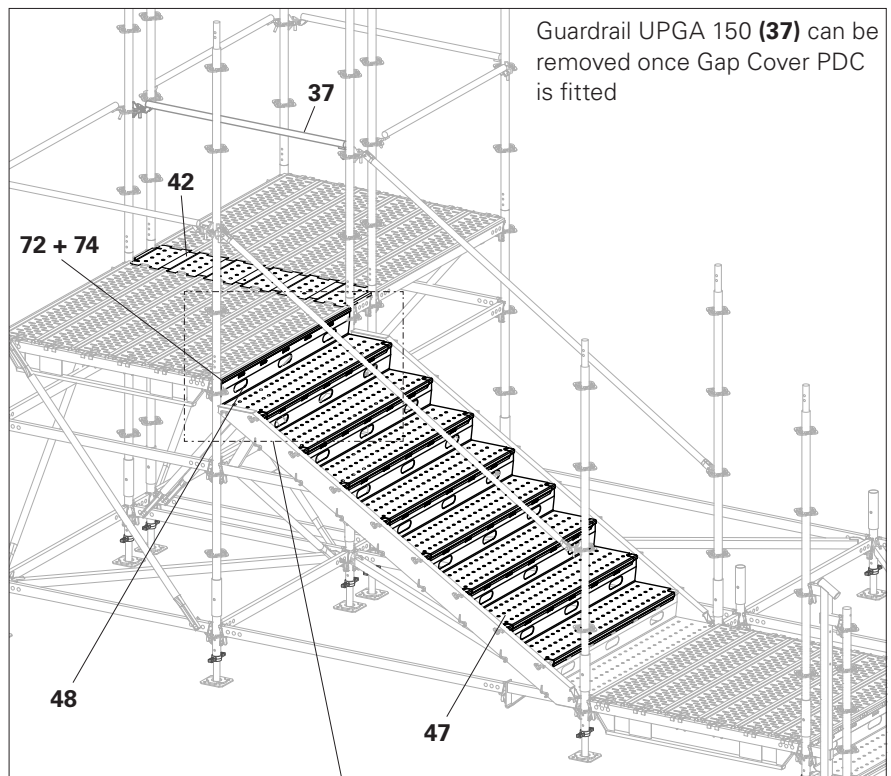 Guardrail UPGA 150 (37) can be
removed once Gap Cover PDC
is fitted
37
42
72 + 74
48
47